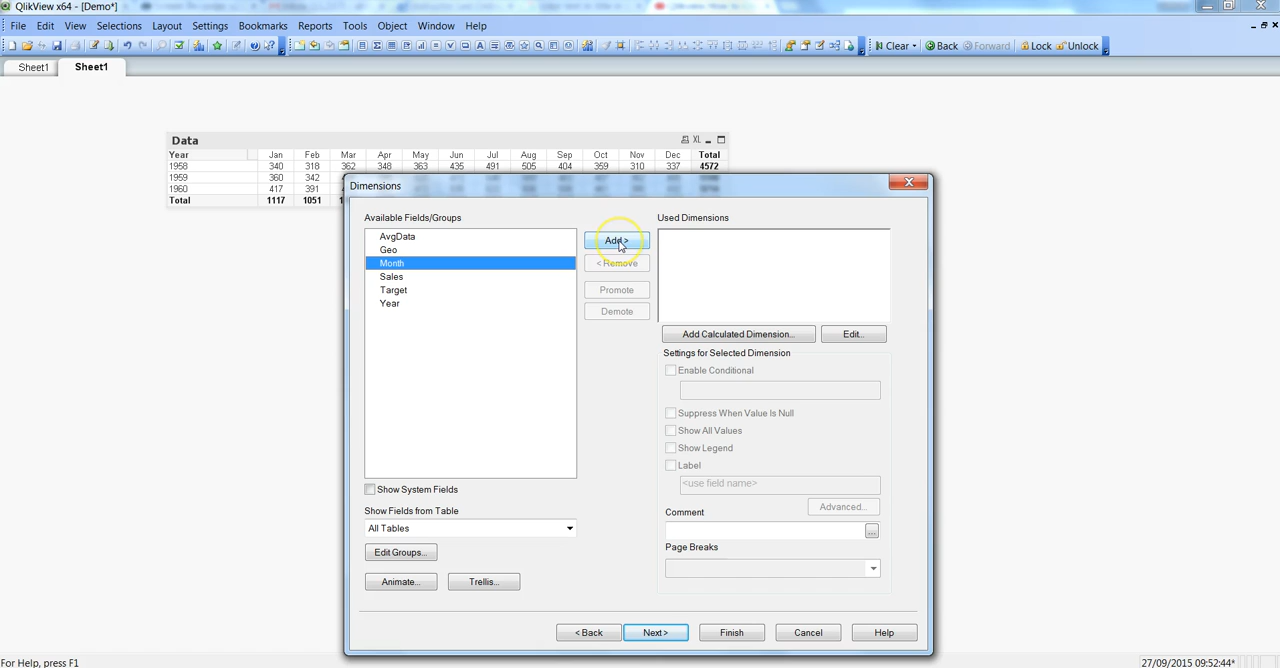 QlikView x64 - [Demo*]
File Edit View Selections Layout Settings Bookmarks Reports Tools Object Window Help
Clear Back Forward Lock Unlock
Sheet1 Sheet1
Data XL
Year Jan Feb Mar Apr May Jun Jul Aug Sep Oct Nov Dec Total
1958 340 318 362 348 363 435 491 505 404 359 310 337 4572
1959 360 342
1960 417 391
Total 1117 1051
Dimensions
Available Fields/Groups
AvgData
Geo
Month
Sales
Target
Year
Add >
< Remove
Promote
Demote
Used Dimensions
Add Calculated Dimension... Edit...
Settings for Selected Dimension
Enable Conditional
Suppress When Value Is Null
Show All Values
Show Legend
Label
<use field name>
Advanced...
Comment
...
Page Breaks
Show System Fields
Show Fields from Table
All Tables
Edit Groups...
Animate... Trellis...
< Back Next > Finish Cancel Help
For Help, press F1 27/09/2015 09:52:44*